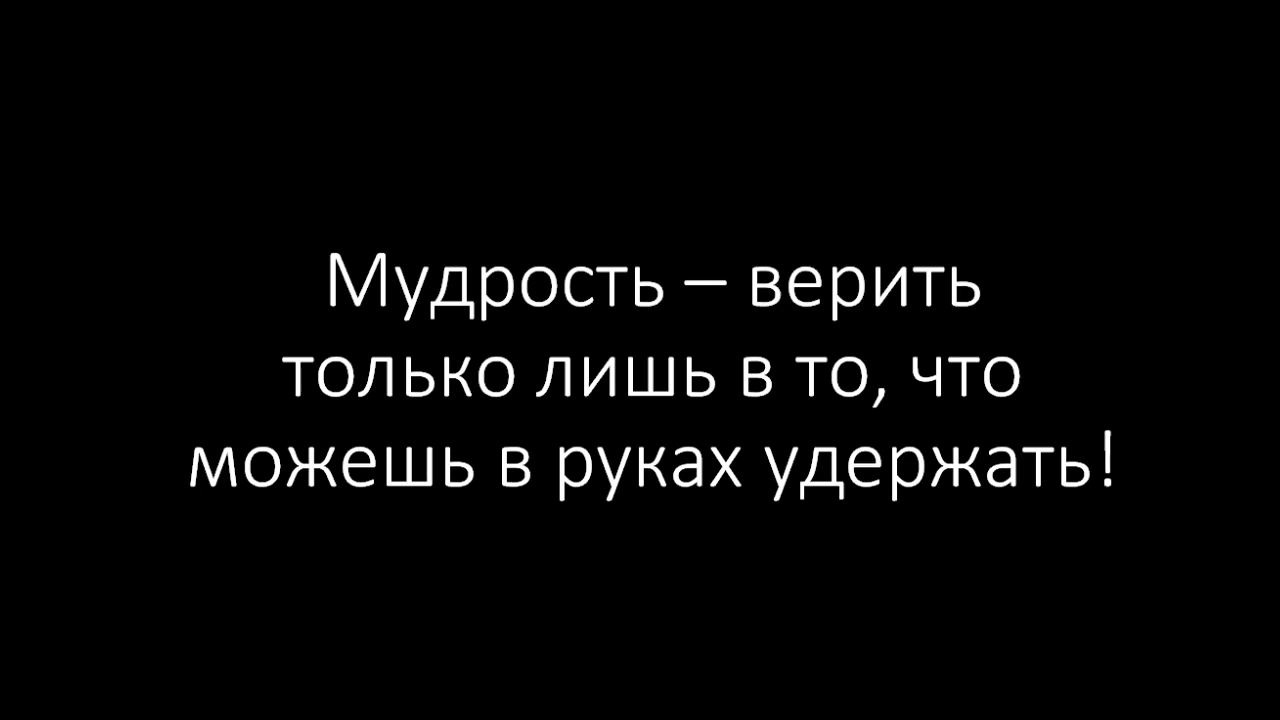 Мудрость – верить
только лишь в то, что
можешь в руках удержать!